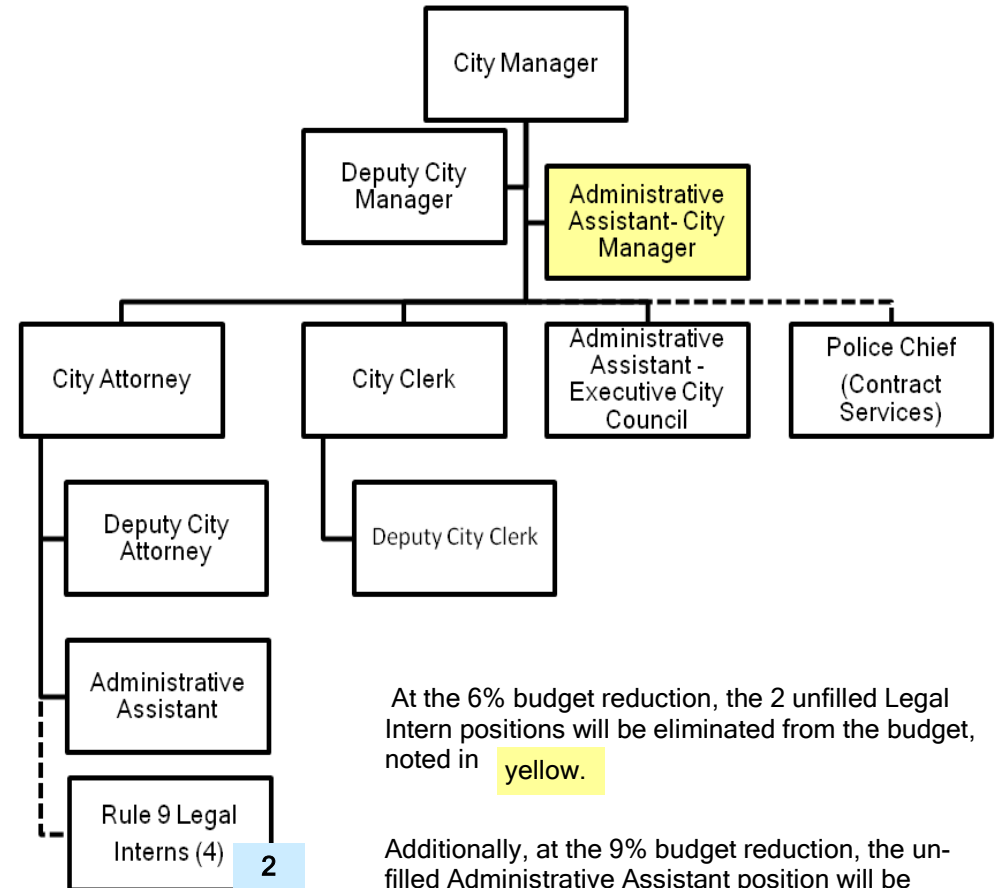 City Manager
Deputy City
Manager
Administrative
Assistant- City
Manager
City Attorney
City Clerk
Administrative
Assistant -
Executive City
Council
Police Chief
(Contract
Services)
Deputy City
Attorney
Deputy City Clerk
Administrative
Assistant
Rule 9 Legal
Interns (4)
2
At the 6% budget reduction, the 2 unfilled Legal
Intern positions will be eliminated from the budget,
noted in yellow.
Additionally, at the 9% budget reduction, the un-
filled Administrative Assistant position will be